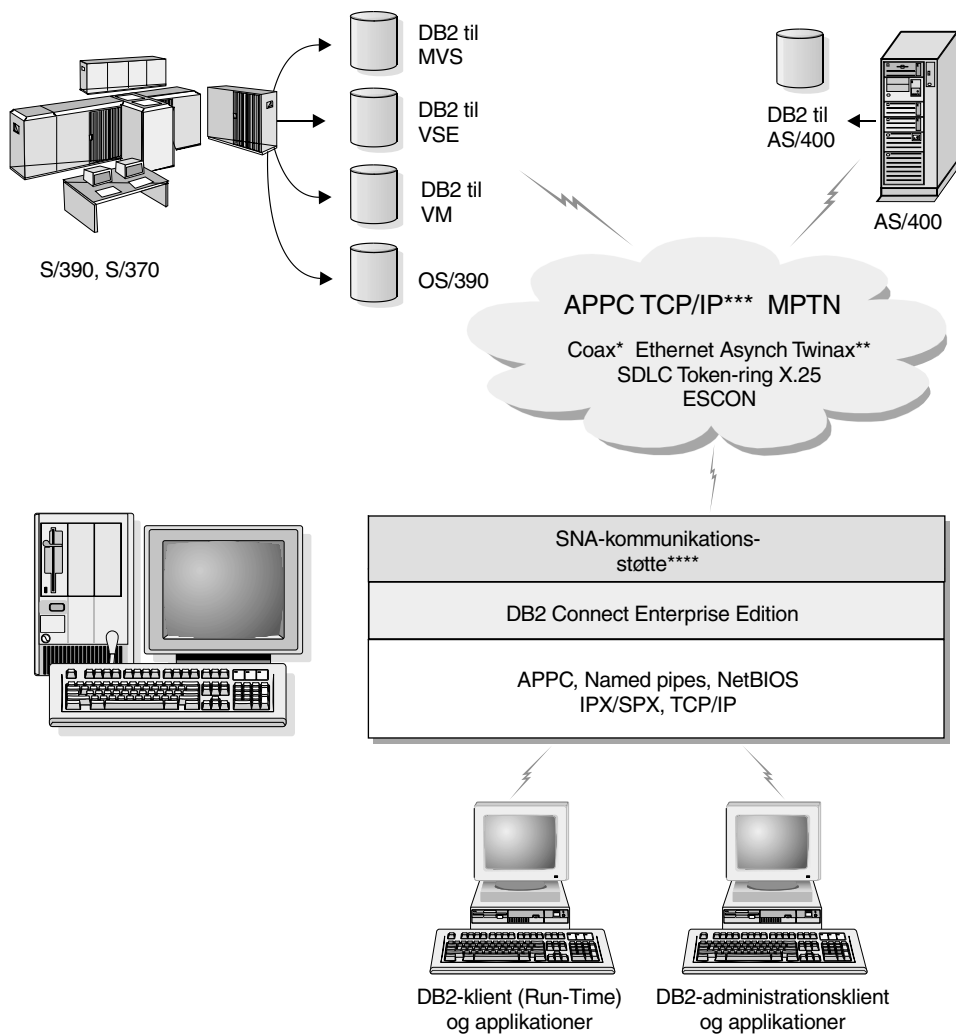 DB2 til
MVS
DB2 til
VSE
DB2 til
VM
OS/390
S/390, S/370
DB2 til
AS/400
AS/400
APPC TCP/IP*** MPTN
Coax* Ethernet Asynch Twinax**
SDLC Token-ring X.25
ESCON
SNA-kommunikations-
støtte****
DB2 Connect Enterprise Edition
APPC, Named pipes, NetBIOS
IPX/SPX, TCP/IP
DB2-klient (Run-Time)
og applikationer
DB2-administrationsklient
og applikationer